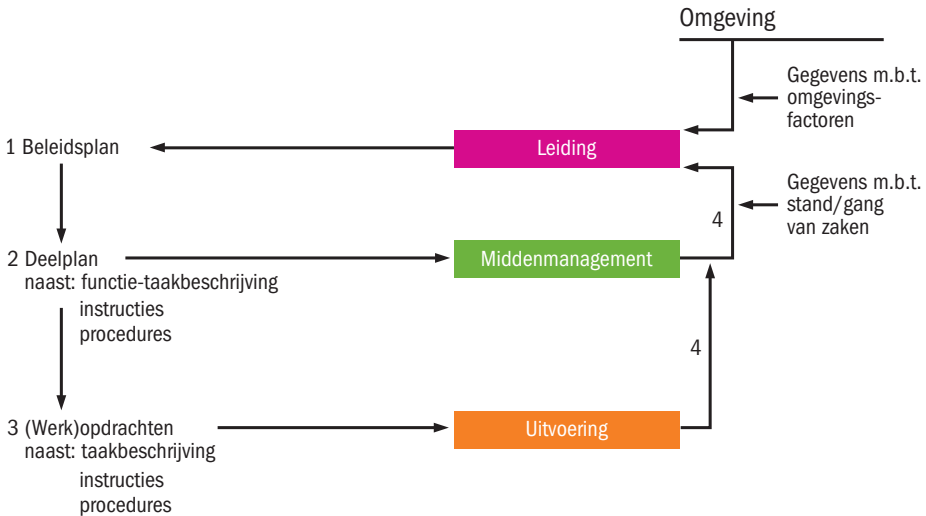 Omgeving
Gegevens m.b.t.
omgevings-
factoren
1 Beleidsplan
Leiding
Gegevens m.b.t.
stand/gang
van zaken
4
2 Deelplan
naast: functie-taakbeschrijving
instructies
procedures
Middenmanagement
4
3 (Werk)opdrachten
naast: taakbeschrijving
instructies
procedures
Uitvoering